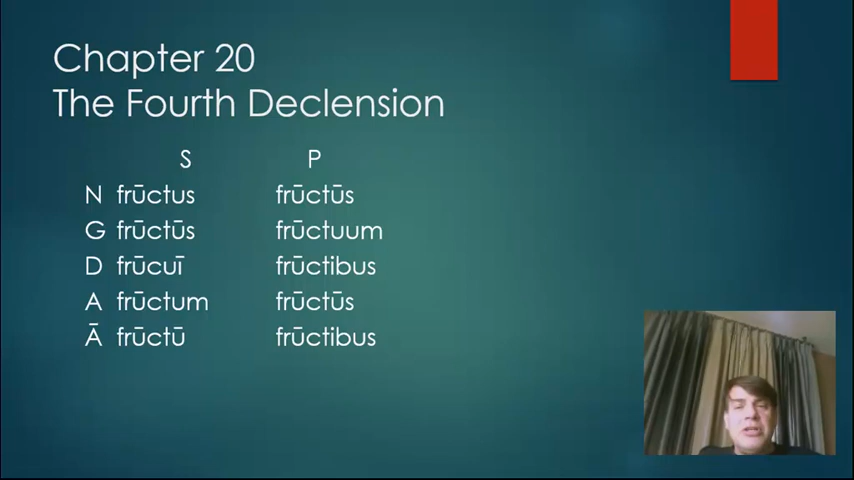 Chapter 20
The Fourth Declension
S P
N frūctus frūctūs
G frūctūs frūctuum
D frūcuī frūctibus
A frūctum frūctūs
Ā frūctū frūctibus